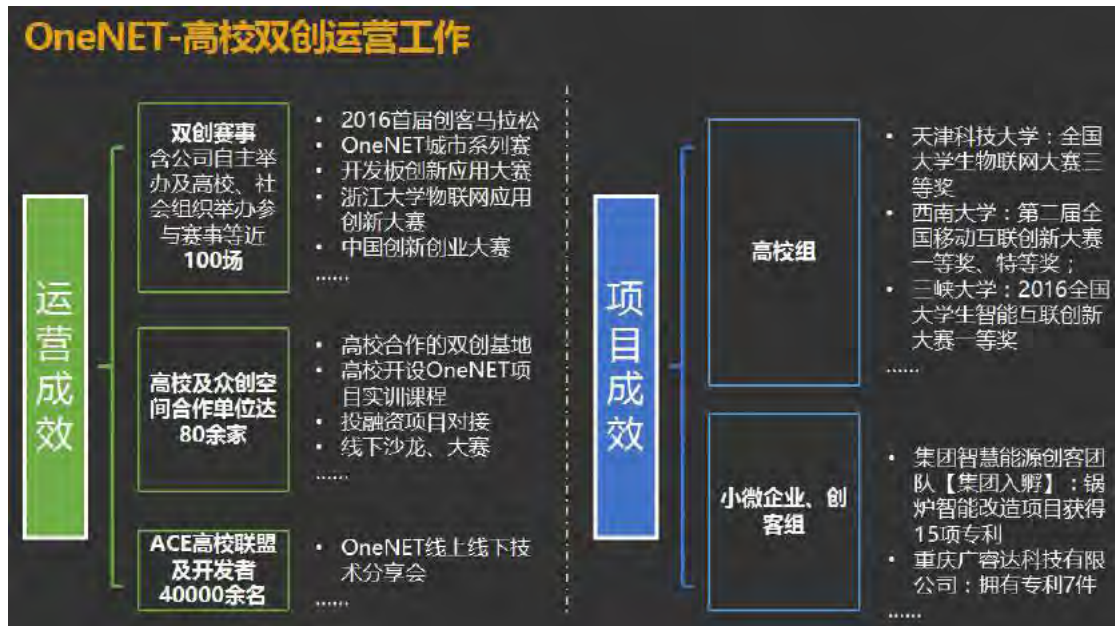 OneNET-高校双创运营工作
运营成效
双创赛事
含公司自主举
办及高校、社
会组织举办参
与赛事等近
100场
• 2016首届创客马拉松
• OneNET城市系列赛
• 开发板创新应用大赛
• 浙江大学物联网应用
创新大赛
• 中国创新创业大赛
......
高校及众创空
间合作单位达
80余家
• 高校合作的双创基地
• 高校开设OneNET项
目实训课程
• 投融资项目对接
• 线下沙龙、大赛
......
ACE高校联盟
及开发者
40000余名
• OneNET线上线下技
术分享会
......
项目成效
高校组
• 天津科技大学：全国
大学生物联网大赛三
等奖
• 西南大学：第二届全
国移动互联创新大赛
一等奖、特等奖；
• 三峡大学：2016全国
大学生智能互联创新
大赛一等奖
......
小微企业、创
客组
• 集团智慧能源创客团
队【集团入孵】：锅
炉智能改造项目获得
15项专利
• 重庆广睿达科技有限
公司：拥有专利7件
......